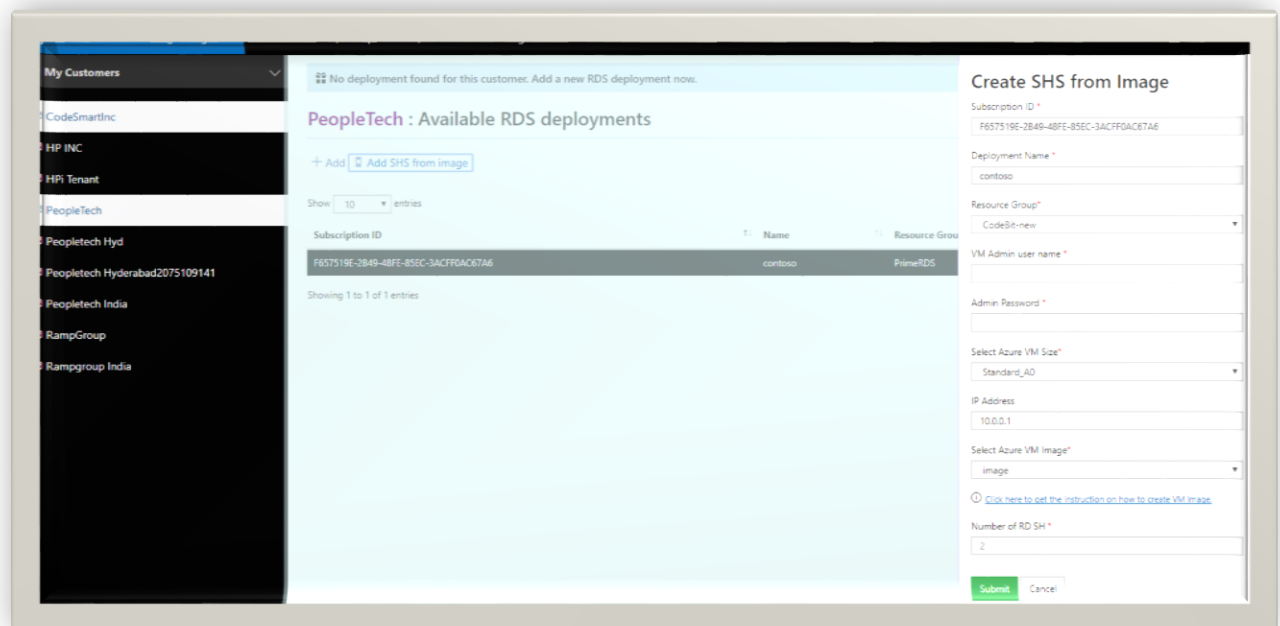 My Customers
CodeSmartInc
HP INC
HPi Tenant
PeopleTech
Peopletech Hyd
Peopletech Hyderabad2075109141
Peopletech India
RampGroup
Rampgroup India
No deployment found for this customer. Add a new RDS deployment now.
PeopleTech : Available RDS deployments
+ Add Add SHS from image
Show 10 entries
Subscription ID Name Resource Grou
F657519E-2B49-48FE-85EC-3ACFF0AC67A6 contoso PrimeRDS
Showing 1 to 1 of 1 entries
Create SHS from Image
Subscription ID *
F657519E-2B49-48FE-85EC-3ACFF0AC67A6
Deployment Name *
contoso
Resource Group*
CodeBit-new
VM Admin user name *
Admin Password *
Select Azure VM Size*
Standard_A0
IP Address
10.0.0.1
Select Azure VM Image*
image
Click here to get the instruction on how to create VM image.
Number of RD SH *
2
Submit Cancel